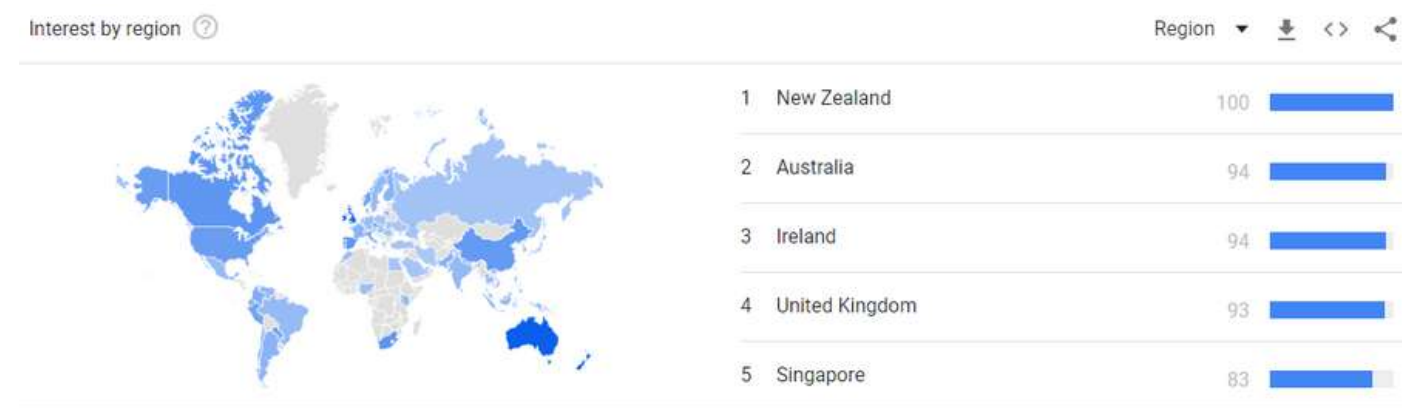 Interest by region
Region
1 New Zealand 100
2 Australia 94
3 Ireland 94
4 United Kingdom 93
5 Singapore 83